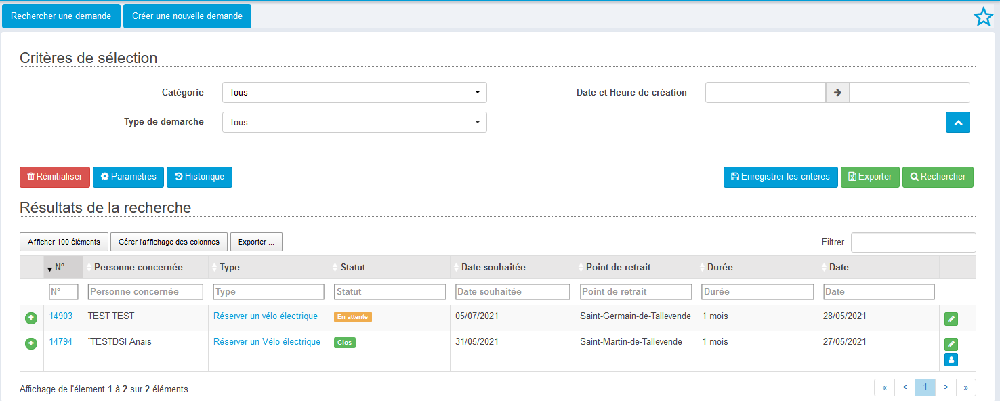 Rechercher une demande Créer une nouvelle demande
Critères de sélection
Catégorie Tous Date et Heure de création
Type de demarche Tous
Réinitialiser Paramètres Historique Enregistrer les critères Exporter Rechercher
Résultats de la recherche
Afficher 100 éléments Gérer l'affichage des colonnes Exporter ... Filtrer
N° Personne concernée Type Statut Date souhaitée Point de retrait Durée Date
N° Personne concernée Type Statut Date souhaitée Point de retrait Durée Date
14903 TEST TEST Réserver un vélo électrique En attente 05/07/2021 Saint-Germain-de-Tallevende 1 mois 28/05/2021
14794 ¨TESTDSI Anaïs Réserver un Vélo électrique Clos 31/05/2021 Saint-Martin-de-Tallevende 1 mois 27/05/2021
Affichage de l'élement 1 à 2 sur 2 éléments « < 1 > »